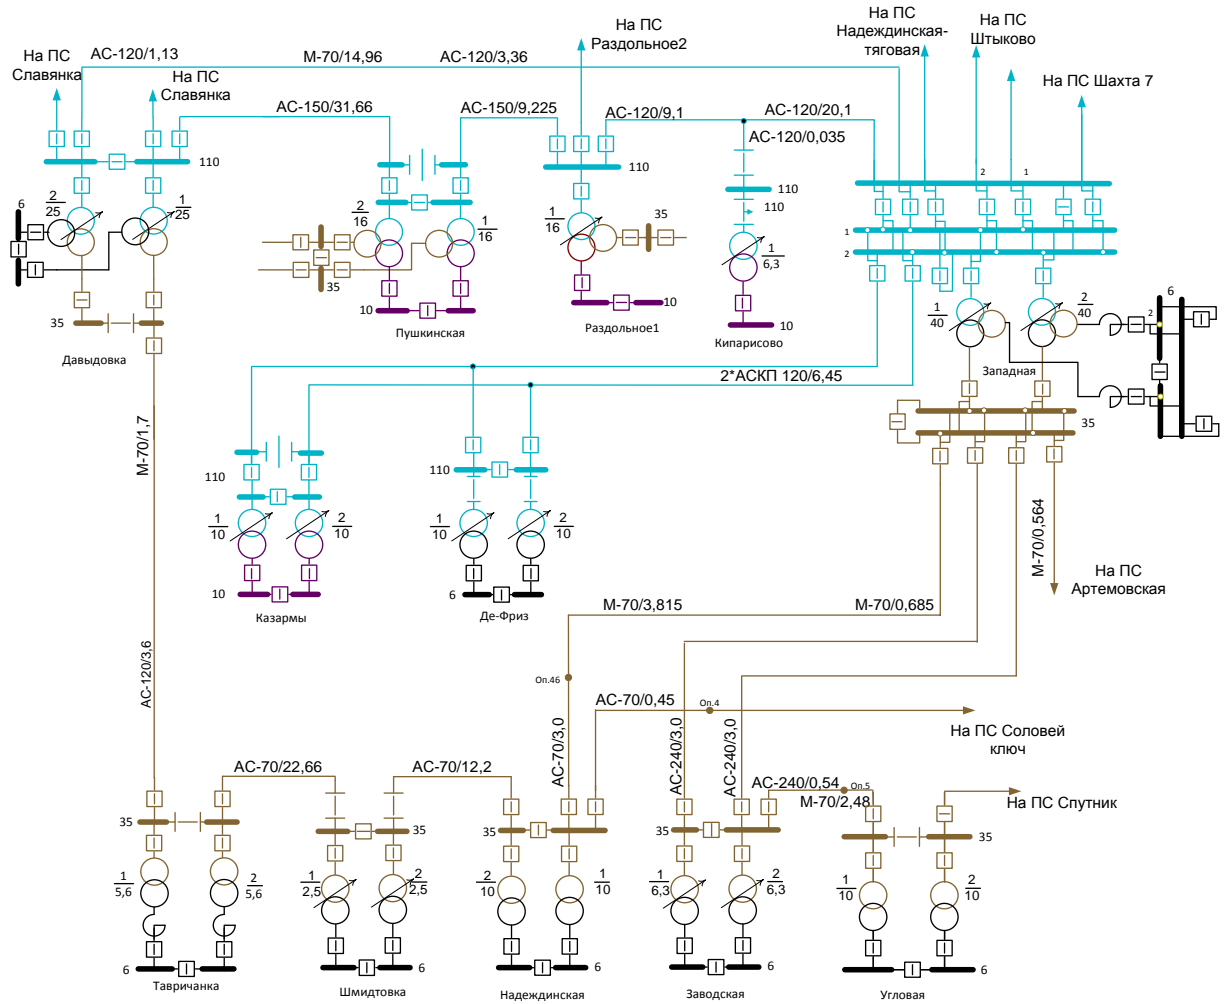 На ПС
Славянка
АС-120/1,13
М-70/14,96
АС-120/3,36
На ПС
Раздольное2
На ПС
Надеждинская-
тяговая
На ПС
Штыково
На ПС Шахта 7
На ПС
Славянка
АС-150/31,66
АС-150/9,225
АС-120/9,1
АС-120/20,1
АС-120/0,035
110
110
110
110
2
1
1
2
6
2
25
1
25
2
16
1
16
1
16
35
35
1
6,3
10
10
10
Пушкинская
Раздольное1
Кипарисово
35
Давыдовка
1
40
2
40
Западная
6
2
35
2*АСКП 120/6,45
М-70/1,7
110
110
1
10
2
10
1
10
2
10
10
6
Казармы
Де-Фриз
М-70/0,564
На ПС
Артемовская
М-70/3,815
М-70/0,685
АС-120/3,6
Оп.46
АС-70/0,45
Оп.4
На ПС Соловей
ключ
АС-70/3,0
АС-240/3,0
АС-240/3,0
АС-70/22,66
АС-70/12,2
АС-240/0,54
Оп.5
М-70/2,48
На ПС Спутник
35
35
35
35
35
1
5,6
2
5,6
1
2,5
2
2,5
2
10
1
10
1
6,3
2
6,3
1
10
2
10
6
6
6
6
6
Тавричанка
Шмидтовка
Надеждинская
Заводская
Угловая